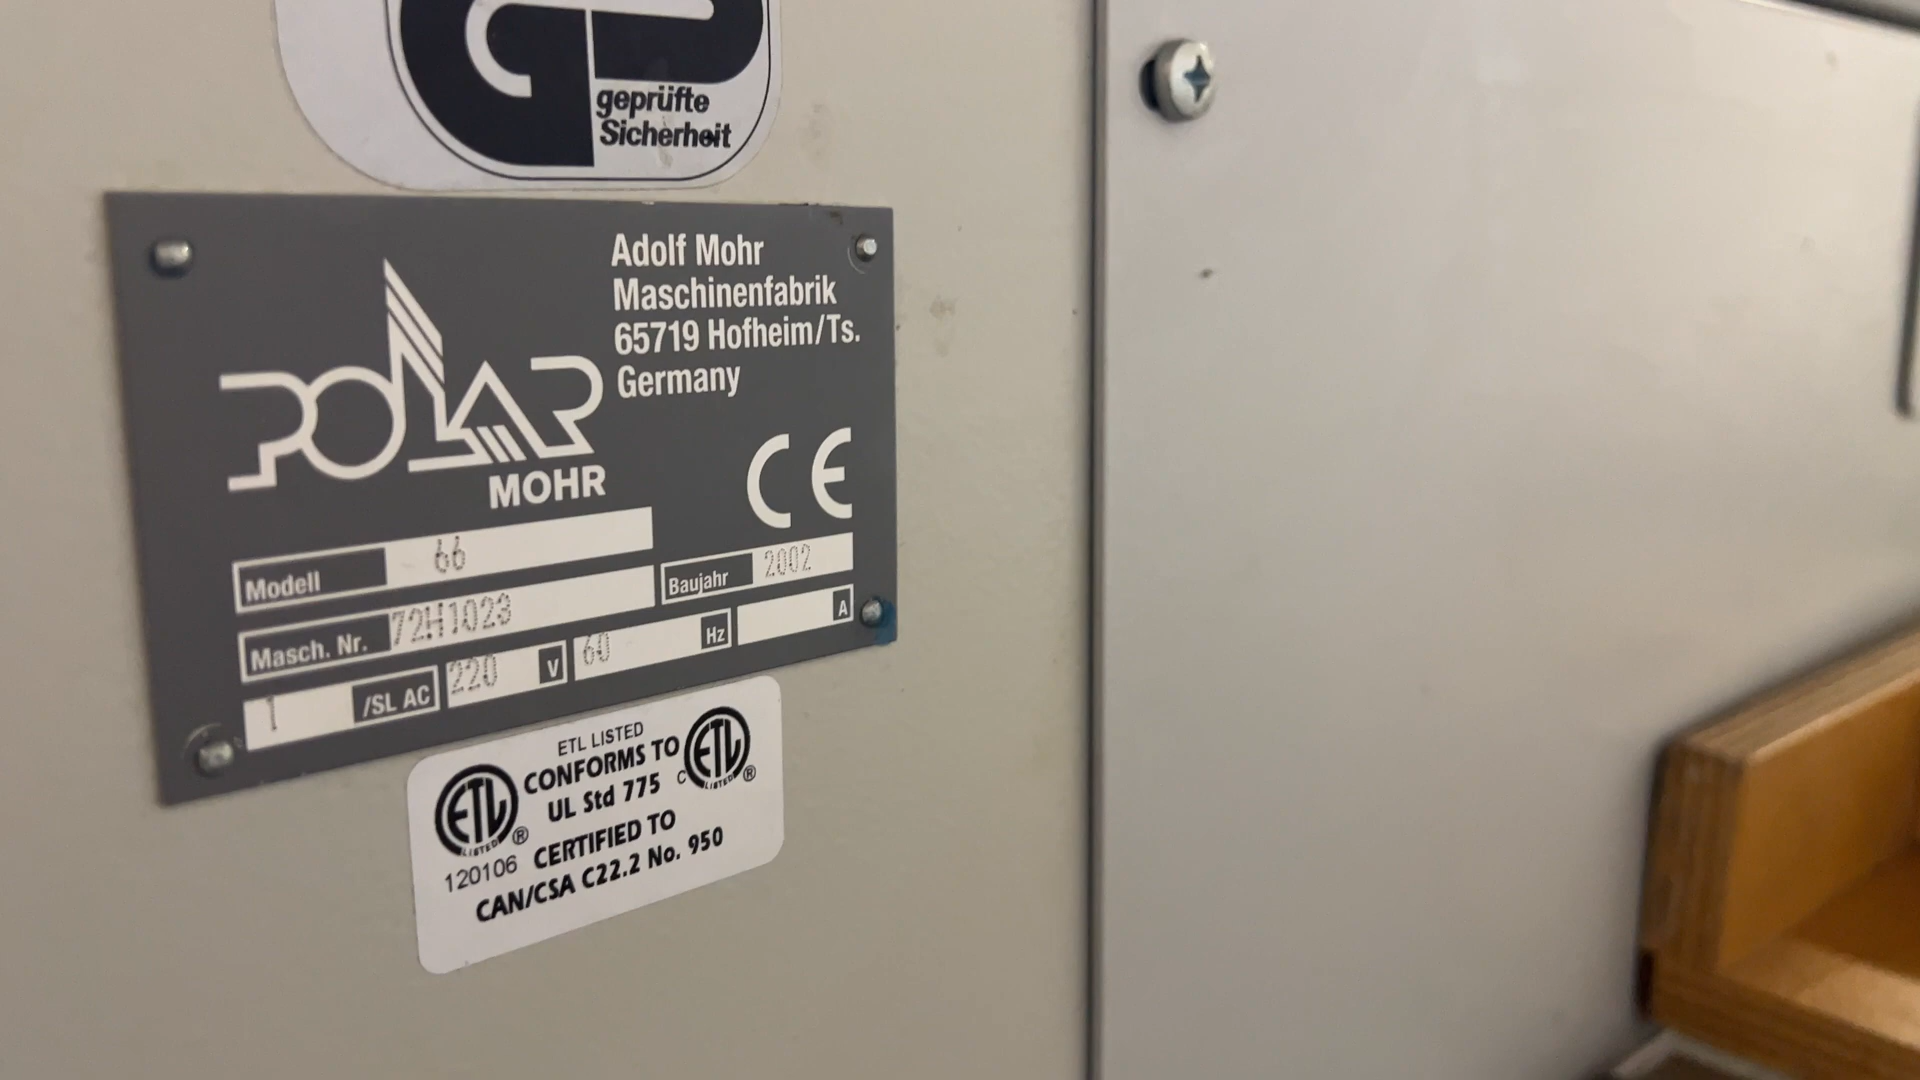 geprüfte
Sicherheit
Adolf Mohr
Maschinenfabrik
65719 Hofheim/Ts.
Germany
POLAR
MOHR
CE
Modell 66
Masch. Nr. 72H1023
Baujahr 2002
1 /SL AC 220 V 60 Hz A
ETL LISTED
CONFORMS TO
UL Std 775
CERTIFIED TO
CAN/CSA C22.2 No. 950
ETL
LISTED
®
120106
C ETL
LISTED
®